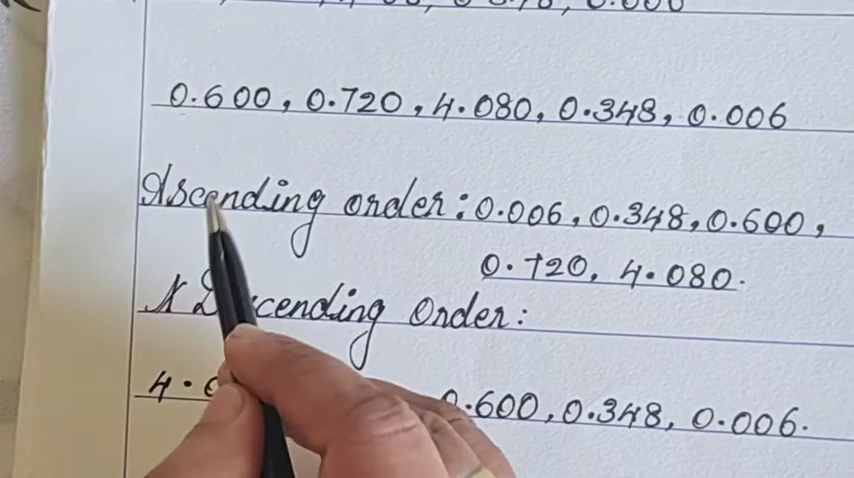 0.600, 0.720, 4.080, 0.348, 0.006
Ascending order: 0.006, 0.348, 0.600,
0.720, 4.080.
Order:
0.600, 0.348, 0.006.